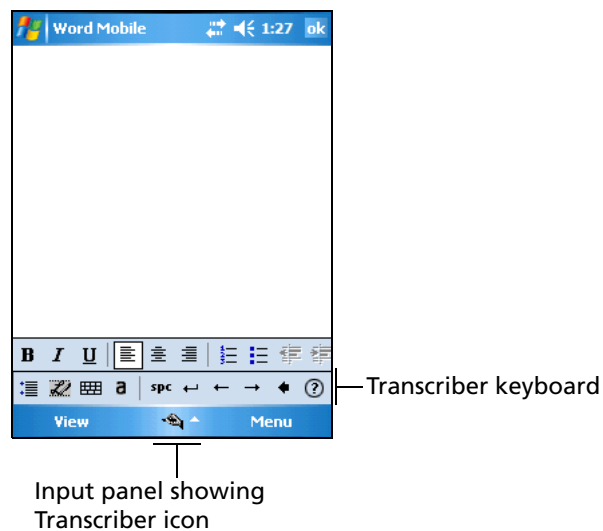 Word Mobile 1:27 ok
B I U
a spc ?
Transcriber keyboard
View Menu
Input panel showing
Transcriber icon